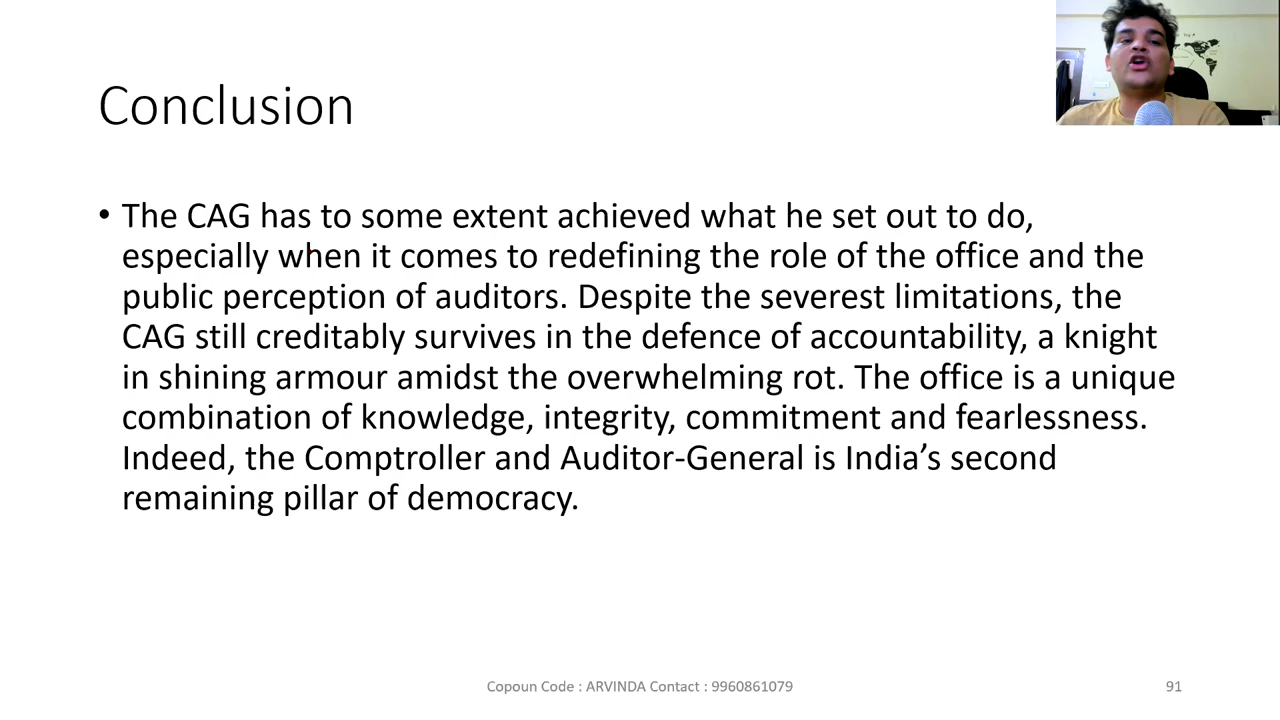 Conclusion
• The CAG has to some extent achieved what he set out to do,
especially when it comes to redefining the role of the office and the
public perception of auditors. Despite the severest limitations, the
CAG still creditably survives in the defence of accountability, a knight
in shining armour amidst the overwhelming rot. The office is a unique
combination of knowledge, integrity, commitment and fearlessness.
Indeed, the Comptroller and Auditor-General is India’s second
remaining pillar of democracy.
Copoun Code : ARVINDA Contact : 9960861079
91